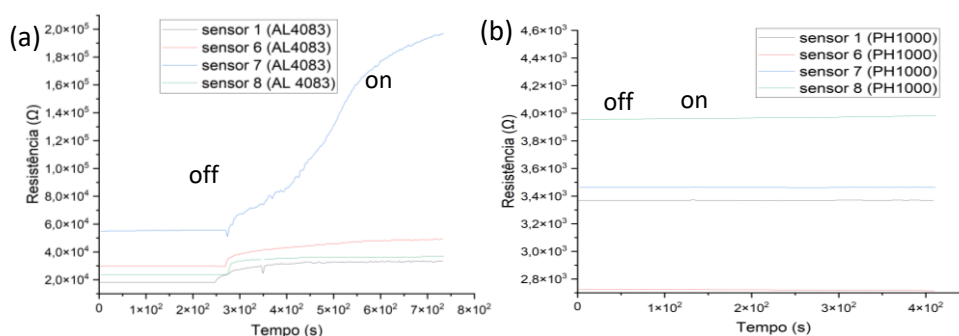 (a)
2,0×10⁵
1,8×10⁵
1,6×10⁵
1,4×10⁵
1,2×10⁵
1,0×10⁵
8,0×10⁴
6,0×10⁴
4,0×10⁴
2,0×10⁴
Resistência (Ω)
sensor 1 (AL4083)
sensor 6 (AL4083)
sensor 7 (AL4083)
sensor 8 (AL 4083)
off
on
0 1×10² 2×10² 3×10² 4×10² 5×10² 6×10² 7×10² 8×10²
Tempo (s)
(b)
4,6×10³
4,4×10³
4,2×10³
4,0×10³
3,8×10³
3,6×10³
3,4×10³
3,2×10³
3,0×10³
2,8×10³
Resistência (Ω)
sensor 1 (PH1000)
sensor 6 (PH1000)
sensor 7 (PH1000)
sensor 8 (PH1000)
off on
0 1×10² 2×10² 3×10² 4×10²
Tempo (s)